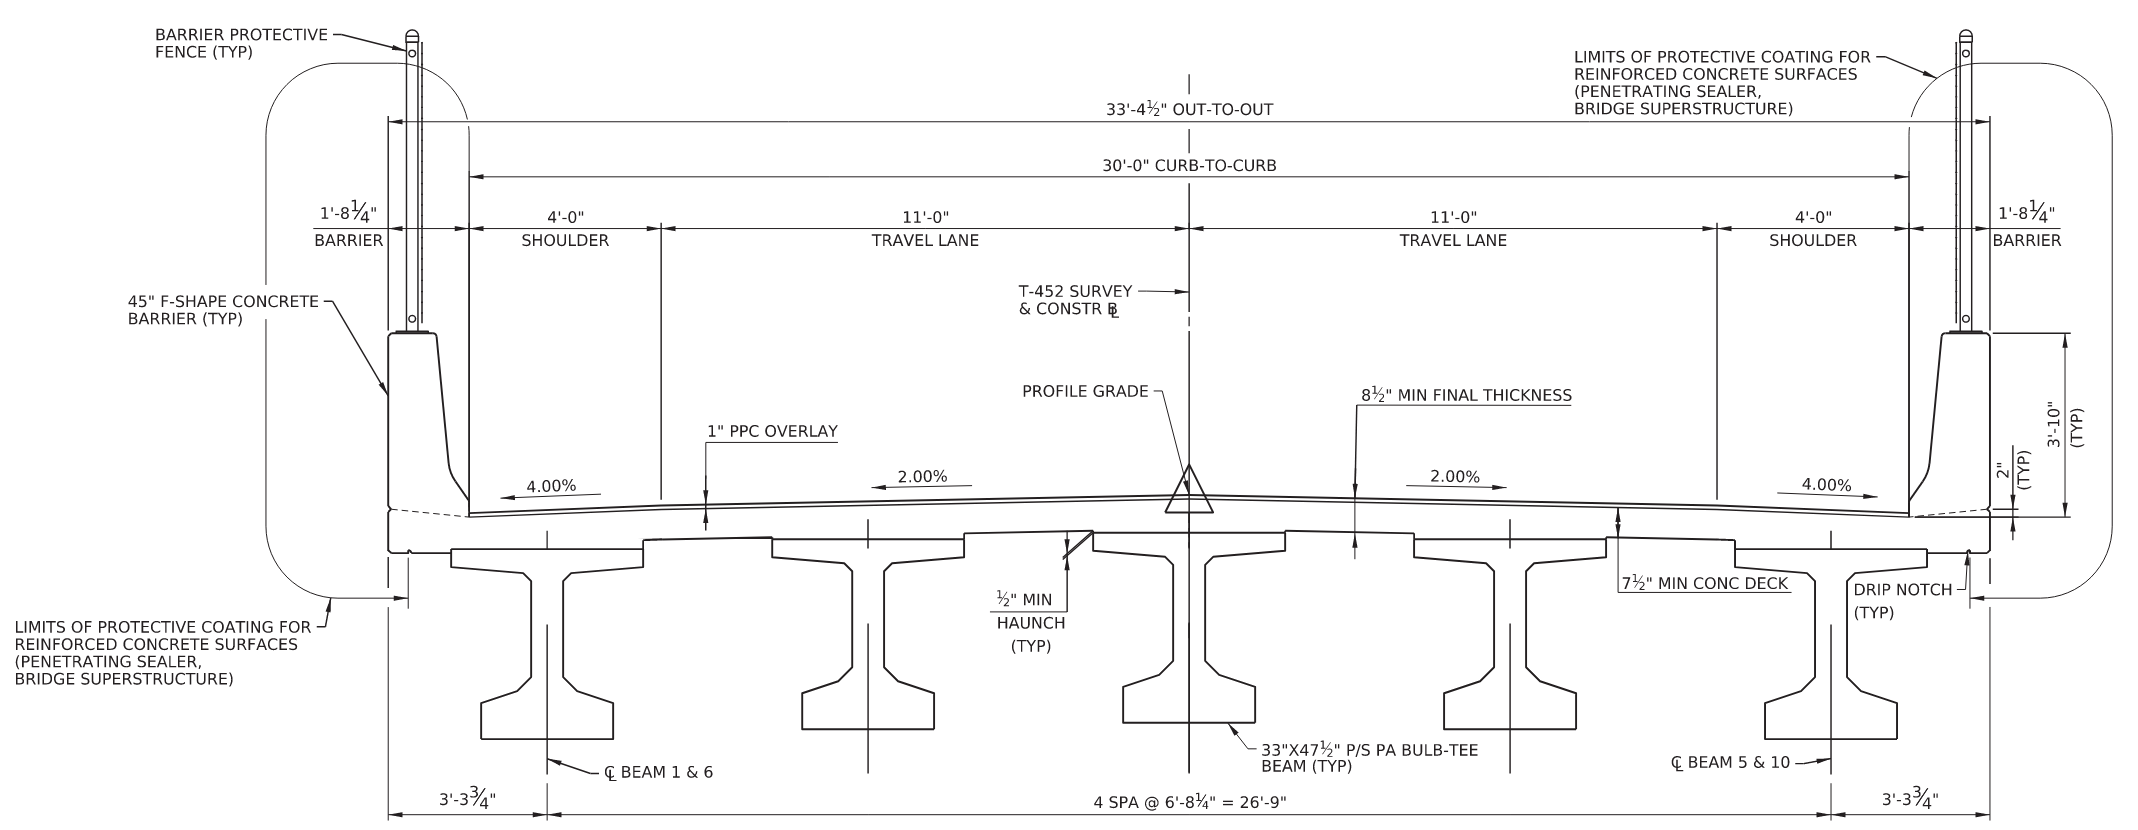 BARRIER PROTECTIVE
FENCE (TYP)
LIMITS OF PROTECTIVE COATING FOR
REINFORCED CONCRETE SURFACES
(PENETRATING SEALER,
BRIDGE SUPERSTRUCTURE)
33'-4½" OUT-TO-OUT
30'-0" CURB-TO-CURB
1'-8¼"
BARRIER
4'-0"
SHOULDER
11'-0"
TRAVEL LANE
11'-0"
TRAVEL LANE
4'-0"
SHOULDER
1'-8¼"
BARRIER
45" F-SHAPE CONCRETE
BARRIER (TYP)
T-452 SURVEY
& CONSTR BL
PROFILE GRADE
8½" MIN FINAL THICKNESS
1" PPC OVERLAY
3'-10"
(TYP)
2"
(TYP)
4.00%
2.00%
2.00%
4.00%
½" MIN
HAUNCH
(TYP)
7½" MIN CONC DECK
DRIP NOTCH
(TYP)
LIMITS OF PROTECTIVE COATING FOR
REINFORCED CONCRETE SURFACES
(PENETRATING SEALER,
BRIDGE SUPERSTRUCTURE)
33"X47½" P/S PA BULB-TEE
BEAM (TYP)
℄ BEAM 1 & 6
℄ BEAM 5 & 10
3'-3¾"
4 SPA @ 6'-8¼" = 26'-9"
3'-3¾"